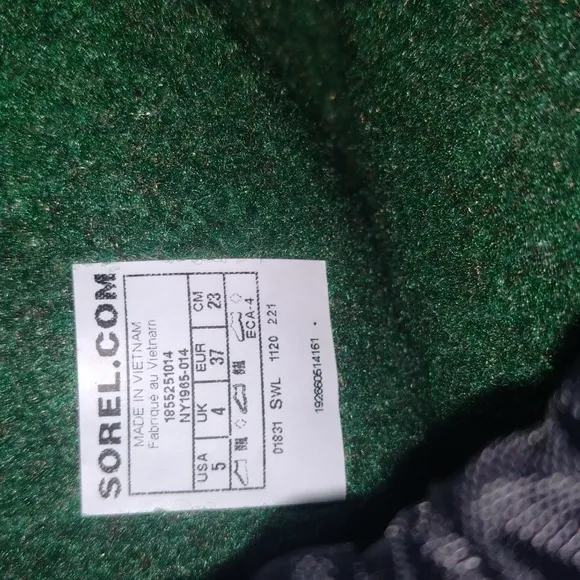 SOREL.COM
MADE IN VIETNAM
Fabriqué au Vietnam
1855251014
NY1965-014
USA UK EUR CM
5 4 37 23
ECA-4
01831 SWL 1120 221
192660514161